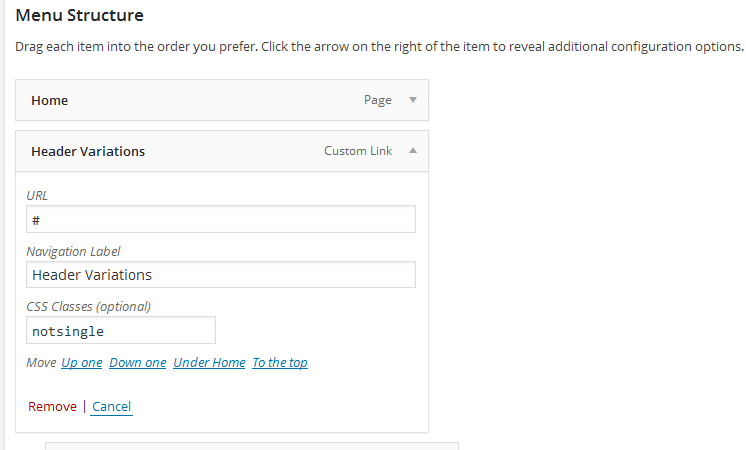 Menu Structure
Drag each item into the order you prefer. Click the arrow on the right of the item to reveal additional configuration options.
Home Page
Header Variations Custom Link
URL
#
Navigation Label
Header Variations
CSS Classes (optional)
notsingle
Move Up one Down one Under Home To the top
Remove | Cancel